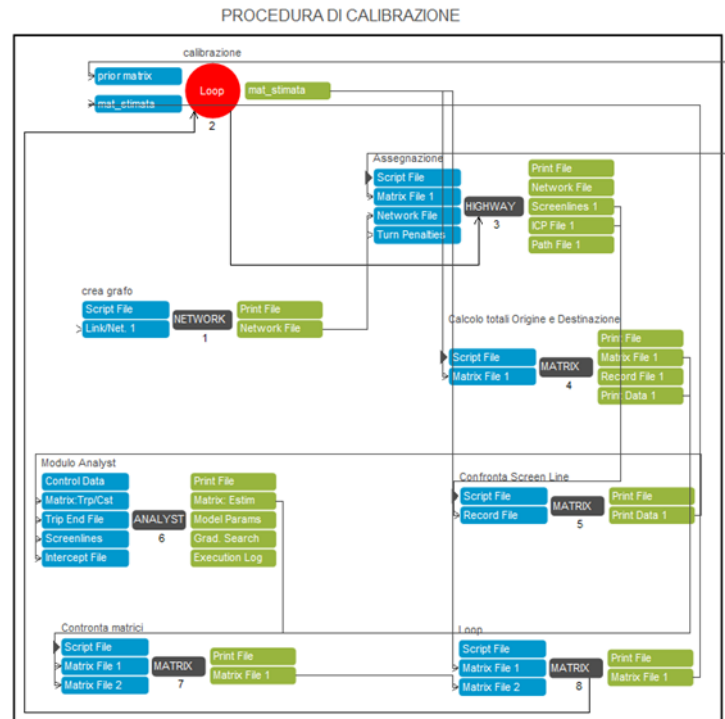 PROCEDURA DI CALIBRAZIONE
calibrazione
prior matrix
mat_stimata
Loop
mat_stimata
2
Assegnazione
Script File
Matrix File 1
Network File
Turn Penalties
HIGHWAY
3
Print File
Network File
Screenlines 1
ICP File 1
Path File 1
crea grafo
Script File
Link/Net. 1
NETWORK
1
Print File
Network File
Calcolo totali Origine e Destinazione
Script File
Matrix File 1
MATRIX
4
Print File
Matrix File 1
Record File 1
Print Data 1
Modulo Analyst
Control Data
Matrix:Trp/Cst
Trip End File
Screenlines
Intercept File
ANALYST
6
Print File
Matrix: Estim
Model Params
Grad. Search
Execution Log
Confronta Screen Line
Script File
Record File
MATRIX
5
Print File
Print Data 1
Confronta matrici
Script File
Matrix File 1
Matrix File 2
MATRIX
7
Print File
Matrix File 1
Loop
Script File
Matrix File 1
Matrix File 2
MATRIX
8
Print File
Matrix File 1